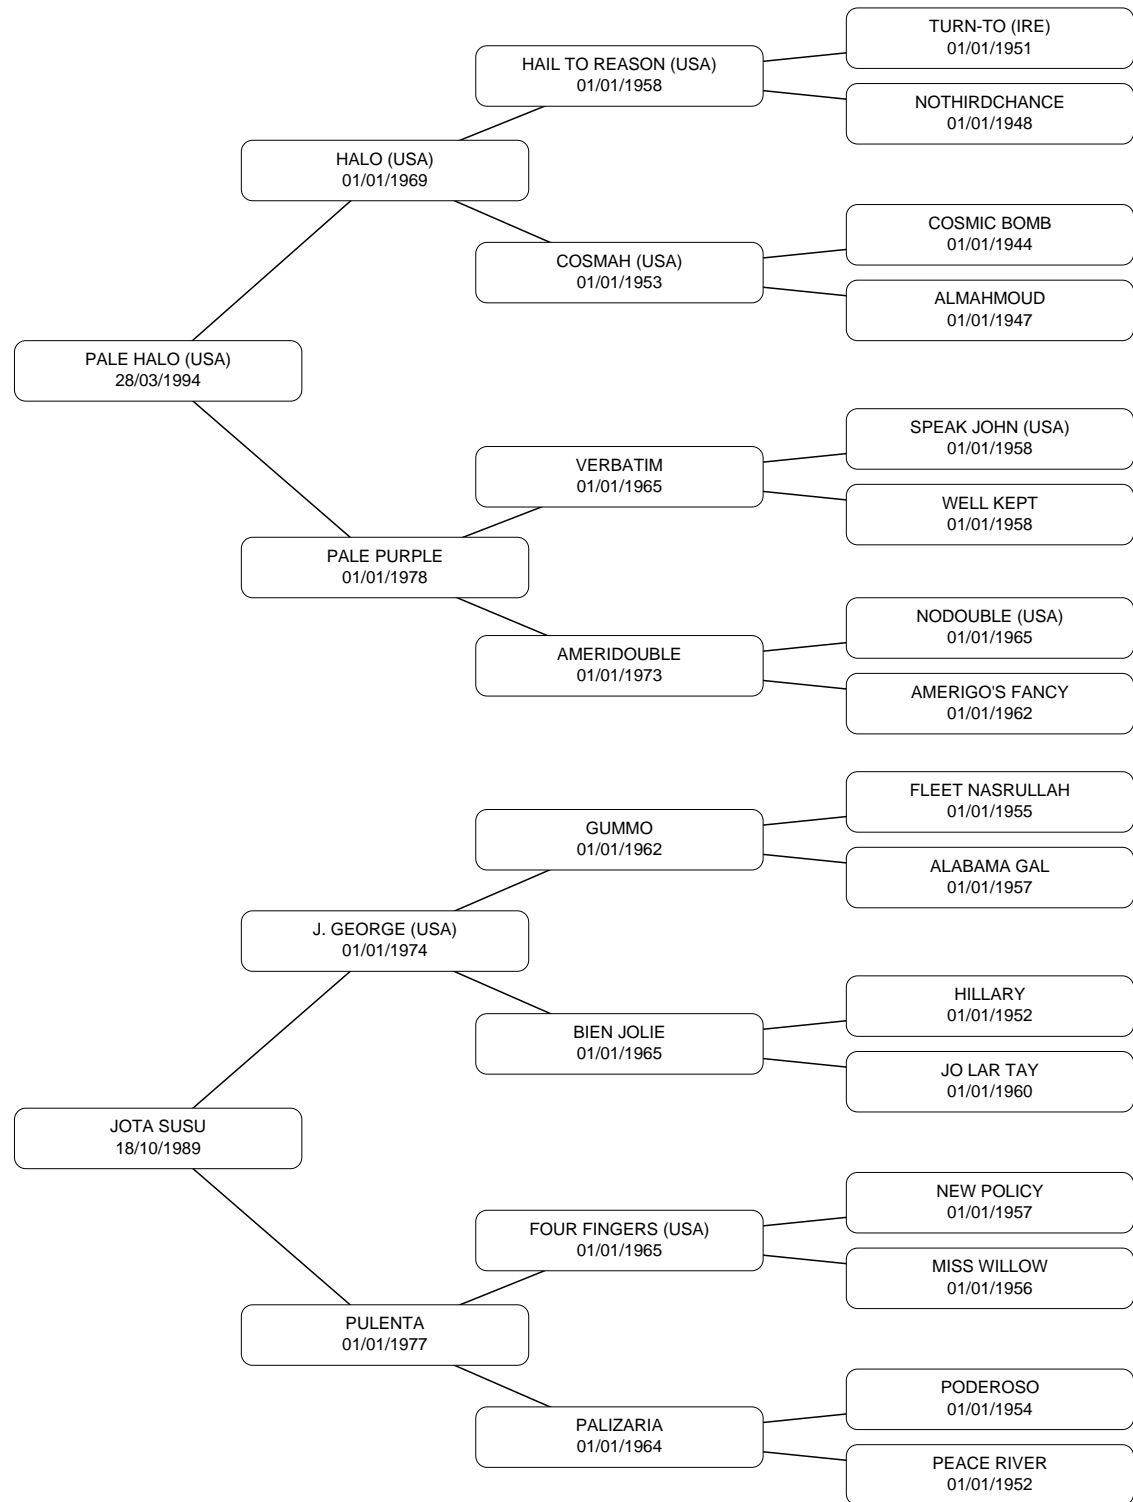 TURN-TO (IRE)
01/01/1951
HAIL TO REASON (USA)
01/01/1958
NOTHIRDCHANCE
01/01/1948
HALO (USA)
01/01/1969
COSMIC BOMB
01/01/1944
COSMAH (USA)
01/01/1953
ALMAHMOUD
01/01/1947
PALE HALO (USA)
28/03/1994
SPEAK JOHN (USA)
01/01/1958
VERBATIM
01/01/1965
WELL KEPT
01/01/1958
PALE PURPLE
01/01/1978
NODOUBLE (USA)
01/01/1965
AMERIDOUBLE
01/01/1973
AMERIGO'S FANCY
01/01/1962
FLEET NASRULLAH
01/01/1955
GUMMO
01/01/1962
ALABAMA GAL
01/01/1957
J. GEORGE (USA)
01/01/1974
HILLARY
01/01/1952
BIEN JOLIE
01/01/1965
JO LAR TAY
01/01/1960
JOTA SUSU
18/10/1989
NEW POLICY
01/01/1957
FOUR FINGERS (USA)
01/01/1965
MISS WILLOW
01/01/1956
PULENTA
01/01/1977
PODEROSO
01/01/1954
PALIZARIA
01/01/1964
PEACE RIVER
01/01/1952